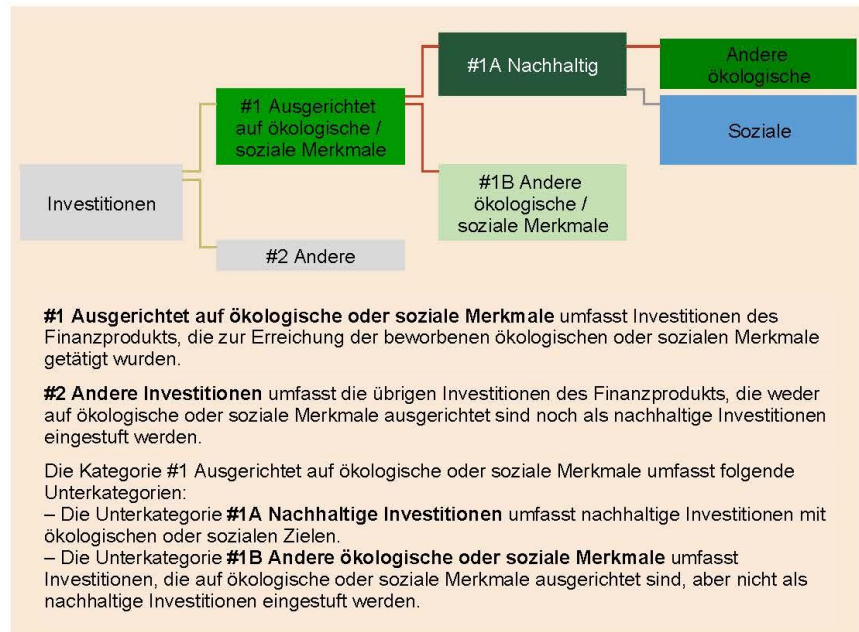 Investitionen
#1 Ausgerichtet
auf ökologische /
soziale Merkmale
#2 Andere
#1A Nachhaltig
#1B Andere
ökologische /
soziale Merkmale
Andere
ökologische
Soziale
#1 Ausgerichtet auf ökologische oder soziale Merkmale umfasst Investitionen des
Finanzprodukts, die zur Erreichung der beworbenen ökologischen oder sozialen Merkmale
getätigt wurden.
#2 Andere Investitionen umfasst die übrigen Investitionen des Finanzprodukts, die weder
auf ökologische oder soziale Merkmale ausgerichtet sind noch als nachhaltige Investitionen
eingestuft werden.
Die Kategorie #1 Ausgerichtet auf ökologische oder soziale Merkmale umfasst folgende
Unterkategorien:
– Die Unterkategorie #1A Nachhaltige Investitionen umfasst nachhaltige Investitionen mit
ökologischen oder sozialen Zielen.
– Die Unterkategorie #1B Andere ökologische oder soziale Merkmale umfasst
Investitionen, die auf ökologische oder soziale Merkmale ausgerichtet sind, aber nicht als
nachhaltige Investitionen eingestuft werden.